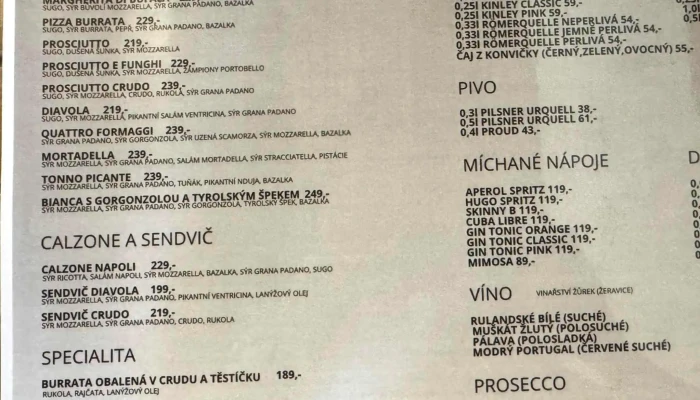 MARGHERITA DI BUFALA
SUGO, SÝR BUVOLÍ MOZZARELLA, SÝR GRANA PADANO, BAZALKA
PIZZA BURRATA 229,-
SUGO, BURRATA, PEPŘ, SÝR GRANA PADANO, BAZALKA
PROSCIUTTO 219,-
SUGO, DUŠENÁ ŠUNKA, SÝR MOZZARELLA
PROSCIUTTO E FUNGHI 229,-
SUGO, DUŠENÁ ŠUNKA, SÝR MOZZARELLA, ŽAMPIONY PORTOBELLO
PROSCIUTTO CRUDO 239,-
SUGO, SÝR MOZZARELLA, CRUDO, RUKOLA, SÝR GRANA PADANO
DIAVOLA 219,-
SUGO, SÝR MOZZARELLA, PIKANTNÍ SALÁM VENTRICINA, SÝR GRANA PADANO
QUATTRO FORMAGGI 239,-
SÝR GRANA PADANO, SÝR GORGONZOLA, SÝR UZENÁ SCAMORZA, SÝR MOZZARELLA, BAZALKA
MORTADELLA 239,-
SÝR MOZZARELLA, SÝR GRANA PADANO, SALÁM MORTADELLA, SÝR STRACCIATELLA, PISTÁCIE
TONNO PICANTE 239,-
SÝR MOZZARELLA, SÝR GRANA PADANO, TUŇÁK, PIKANTNÍ NDUJA, BAZALKA
BIANCA S GORGONZOLOU A TYROLSKÝM ŠPEKEM 249,-
SÝR MOZZARELLA, SÝR GRANA PADANO, SÝR GORGONZOLA, TYROLSKÝ ŠPEK, BAZALKA
CALZONE A SENDVIČ
CALZONE NAPOLI 229,-
SÝR RICOTTA, SALÁM NAPOLI, SÝR MOZZARELLA, BAZALKA, SÝR GRANA PADANO, SUGO
SENDVIČ DIAVOLA 199,-
SÝR MOZZARELLA, SÝR GRANA PADANO, PIKANTNÍ VENTRICINA, LANÝŽOVÝ OLEJ
SENDVIČ CRUDO 219,-
SÝR MOZZARELLA, SÝR GRANA PADANO, CRUDO, RUKOLA
SPECIALITA
BURRATA OBALENÁ V CRUDU A TĚSTÍČKU 189,-
RUKOLA, RAJČATA, LANÝŽOVÝ OLEJ
0,25l KINLEY CLASSIC 59,-
0,25l KINLEY PINK 59,-
0,33l RÖMERQUELLE NEPERLIVÁ 54,-
0,33l RÖMERQUELLE JEMNĚ PERLIVÁ 54,-
0,33l RÖMERQUELLE PERLIVÁ 54,-
ČAJ Z KONVIČKY (ČERNÝ,ZELENÝ,OVOCNÝ) 55,-
PIVO
0,3l PILSNER URQUELL 38,-
0,5l PILSNER URQUELL 61,-
0,4l PROUD 43,-
MÍCHANÉ NÁPOJE
APEROL SPRITZ 119,-
HUGO SPRITZ 119,-
SKINNY B 119,-
CUBA LIBRE 119,-
GIN TONIC ORANGE 119,-
GIN TONIC CLASSIC 119,-
GIN TONIC PINK 119,-
MIMOSA 89,-
VÍNO VINAŘSTVÍ ŽŮREK (ŽERAVICE)
RULANDSKÉ BÍLÉ (SUCHÉ)
MUŠKÁT ŽLUTÝ (POLOSUCHÉ)
PÁLAVA (POLOSLADKÁ)
MODRÝ PORTUGAL (ČERVENÉ SUCHÉ)
PROSECCO